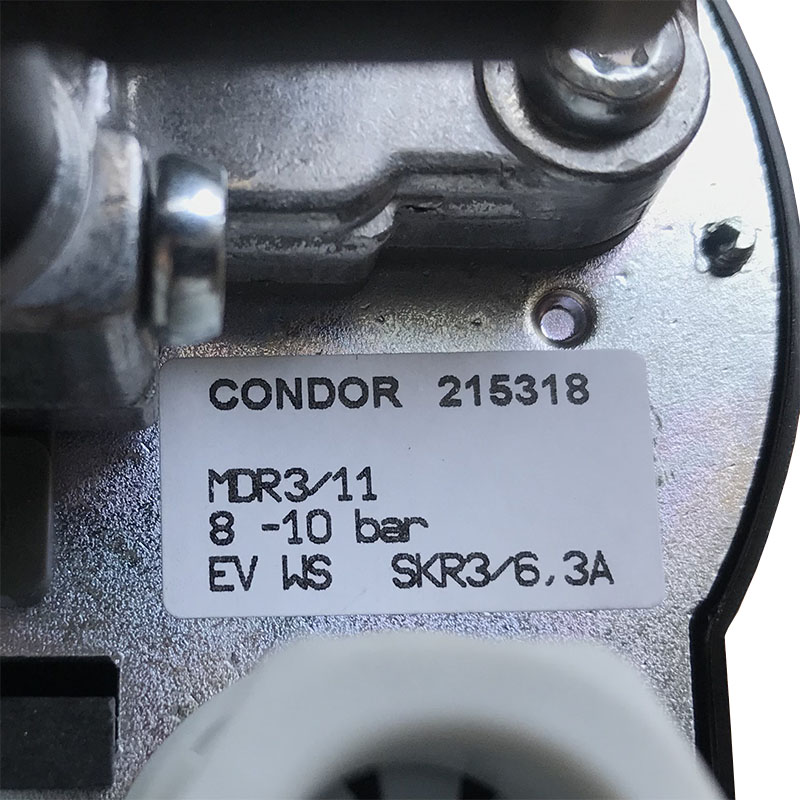 CONDOR 215318
MDR3/11
8 -10 bar
EV WS SKR3/6,3A